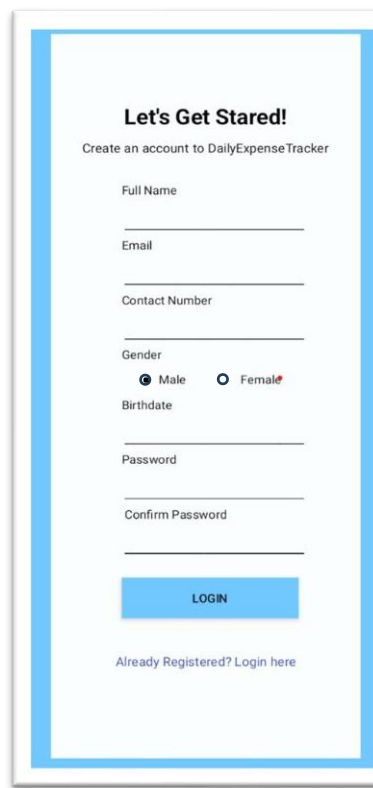 Let's Get Stared!
Create an account to DailyExpenseTracker
Full Name
Email
Contact Number
Gender
Male Female
Birthdate
Password
Confirm Password
LOGIN
Already Registered? Login here